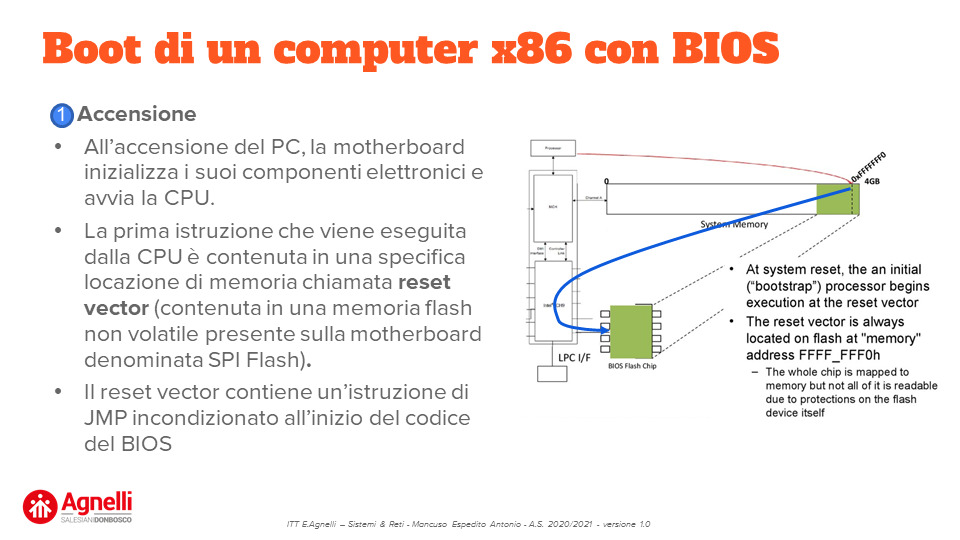 Boot di un computer x86 con BIOS
1 Accensione
• All'accensione del PC, la motherboard
inizializza i suoi componenti elettronici e
avvia la CPU.
• La prima istruzione che viene eseguita
dalla CPU è contenuta in una specifica
locazione di memoria chiamata reset
vector (contenuta in una memoria flash
non volatile presente sulla motherboard
denominata SPI Flash).
• Il reset vector contiene un'istruzione di
JMP incondizionato all'inizio del codice
del BIOS
Processor
0
0xFFFFFFF0
4GB
Channel A
System Memory
Interface
Controller
Link
LPC I/F
BIOS Flash Chip
• At system reset, the an initial
("bootstrap") processor begins
execution at the reset vector
• The reset vector is always
located on flash at "memory"
address FFFF_FFF0h
– The whole chip is mapped to
memory but not all of it is readable
due to protections on the flash
device itself
Agnelli
SALESIANI DONBOSCO
ITT E.Agnelli – Sistemi & Reti - Mancuso Espedito Antonio - A.S. 2020/2021 - versione 1.0